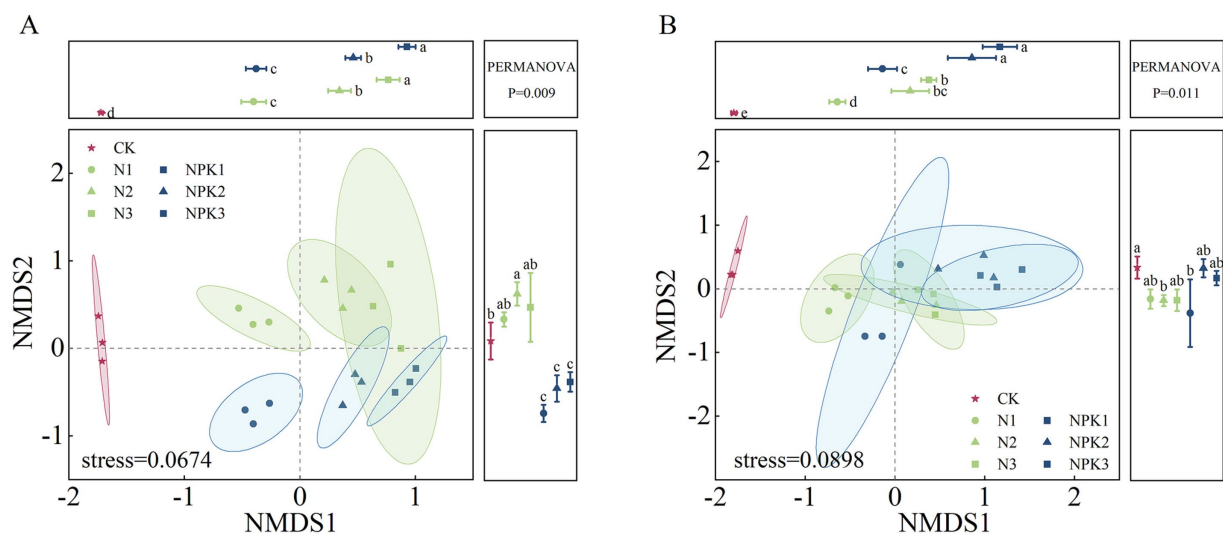 A
B
a
b
c
a
b
c
d
PERMANOVA
P=0.009
a
b
c
b
bc
d
e
PERMANOVA
P=0.011
CK
N1
NPK1
N2
NPK2
N3
NPK3
2
1
0
-1
NMDS2
stress=0.0674
-2
-1
0
1
NMDS1
b
ab
a
ab
c
c
c
2
1
0
-1
-2
NMDS2
CK
N1
NPK1
N2
NPK2
N3
NPK3
stress=0.0898
-2
-1
0
1
2
NMDS1
a
ab
b
ab
b
ab
ab